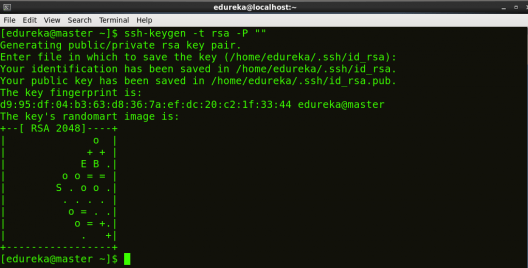 edureka@localhost:~
File Edit View Search Terminal Help
[edureka@master ~]$ ssh-keygen -t rsa -P ""
Generating public/private rsa key pair.
Enter file in which to save the key (/home/edureka/.ssh/id_rsa):
Your identification has been saved in /home/edureka/.ssh/id_rsa.
Your public key has been saved in /home/edureka/.ssh/id_rsa.pub.
The key fingerprint is:
d9:95:df:04:b3:63:d8:36:7a:ef:dc:20:c2:1f:33:44 edureka@master
The key's randomart image is:
+--[ RSA 2048]----+
|              o  |
|             + + |
|            E B .|
|         o o = = |
|        S . o o .|
|         . . . . |
|          o = . .|
|           o = +.|
|            .   +|
+-----------------+
[edureka@master ~]$